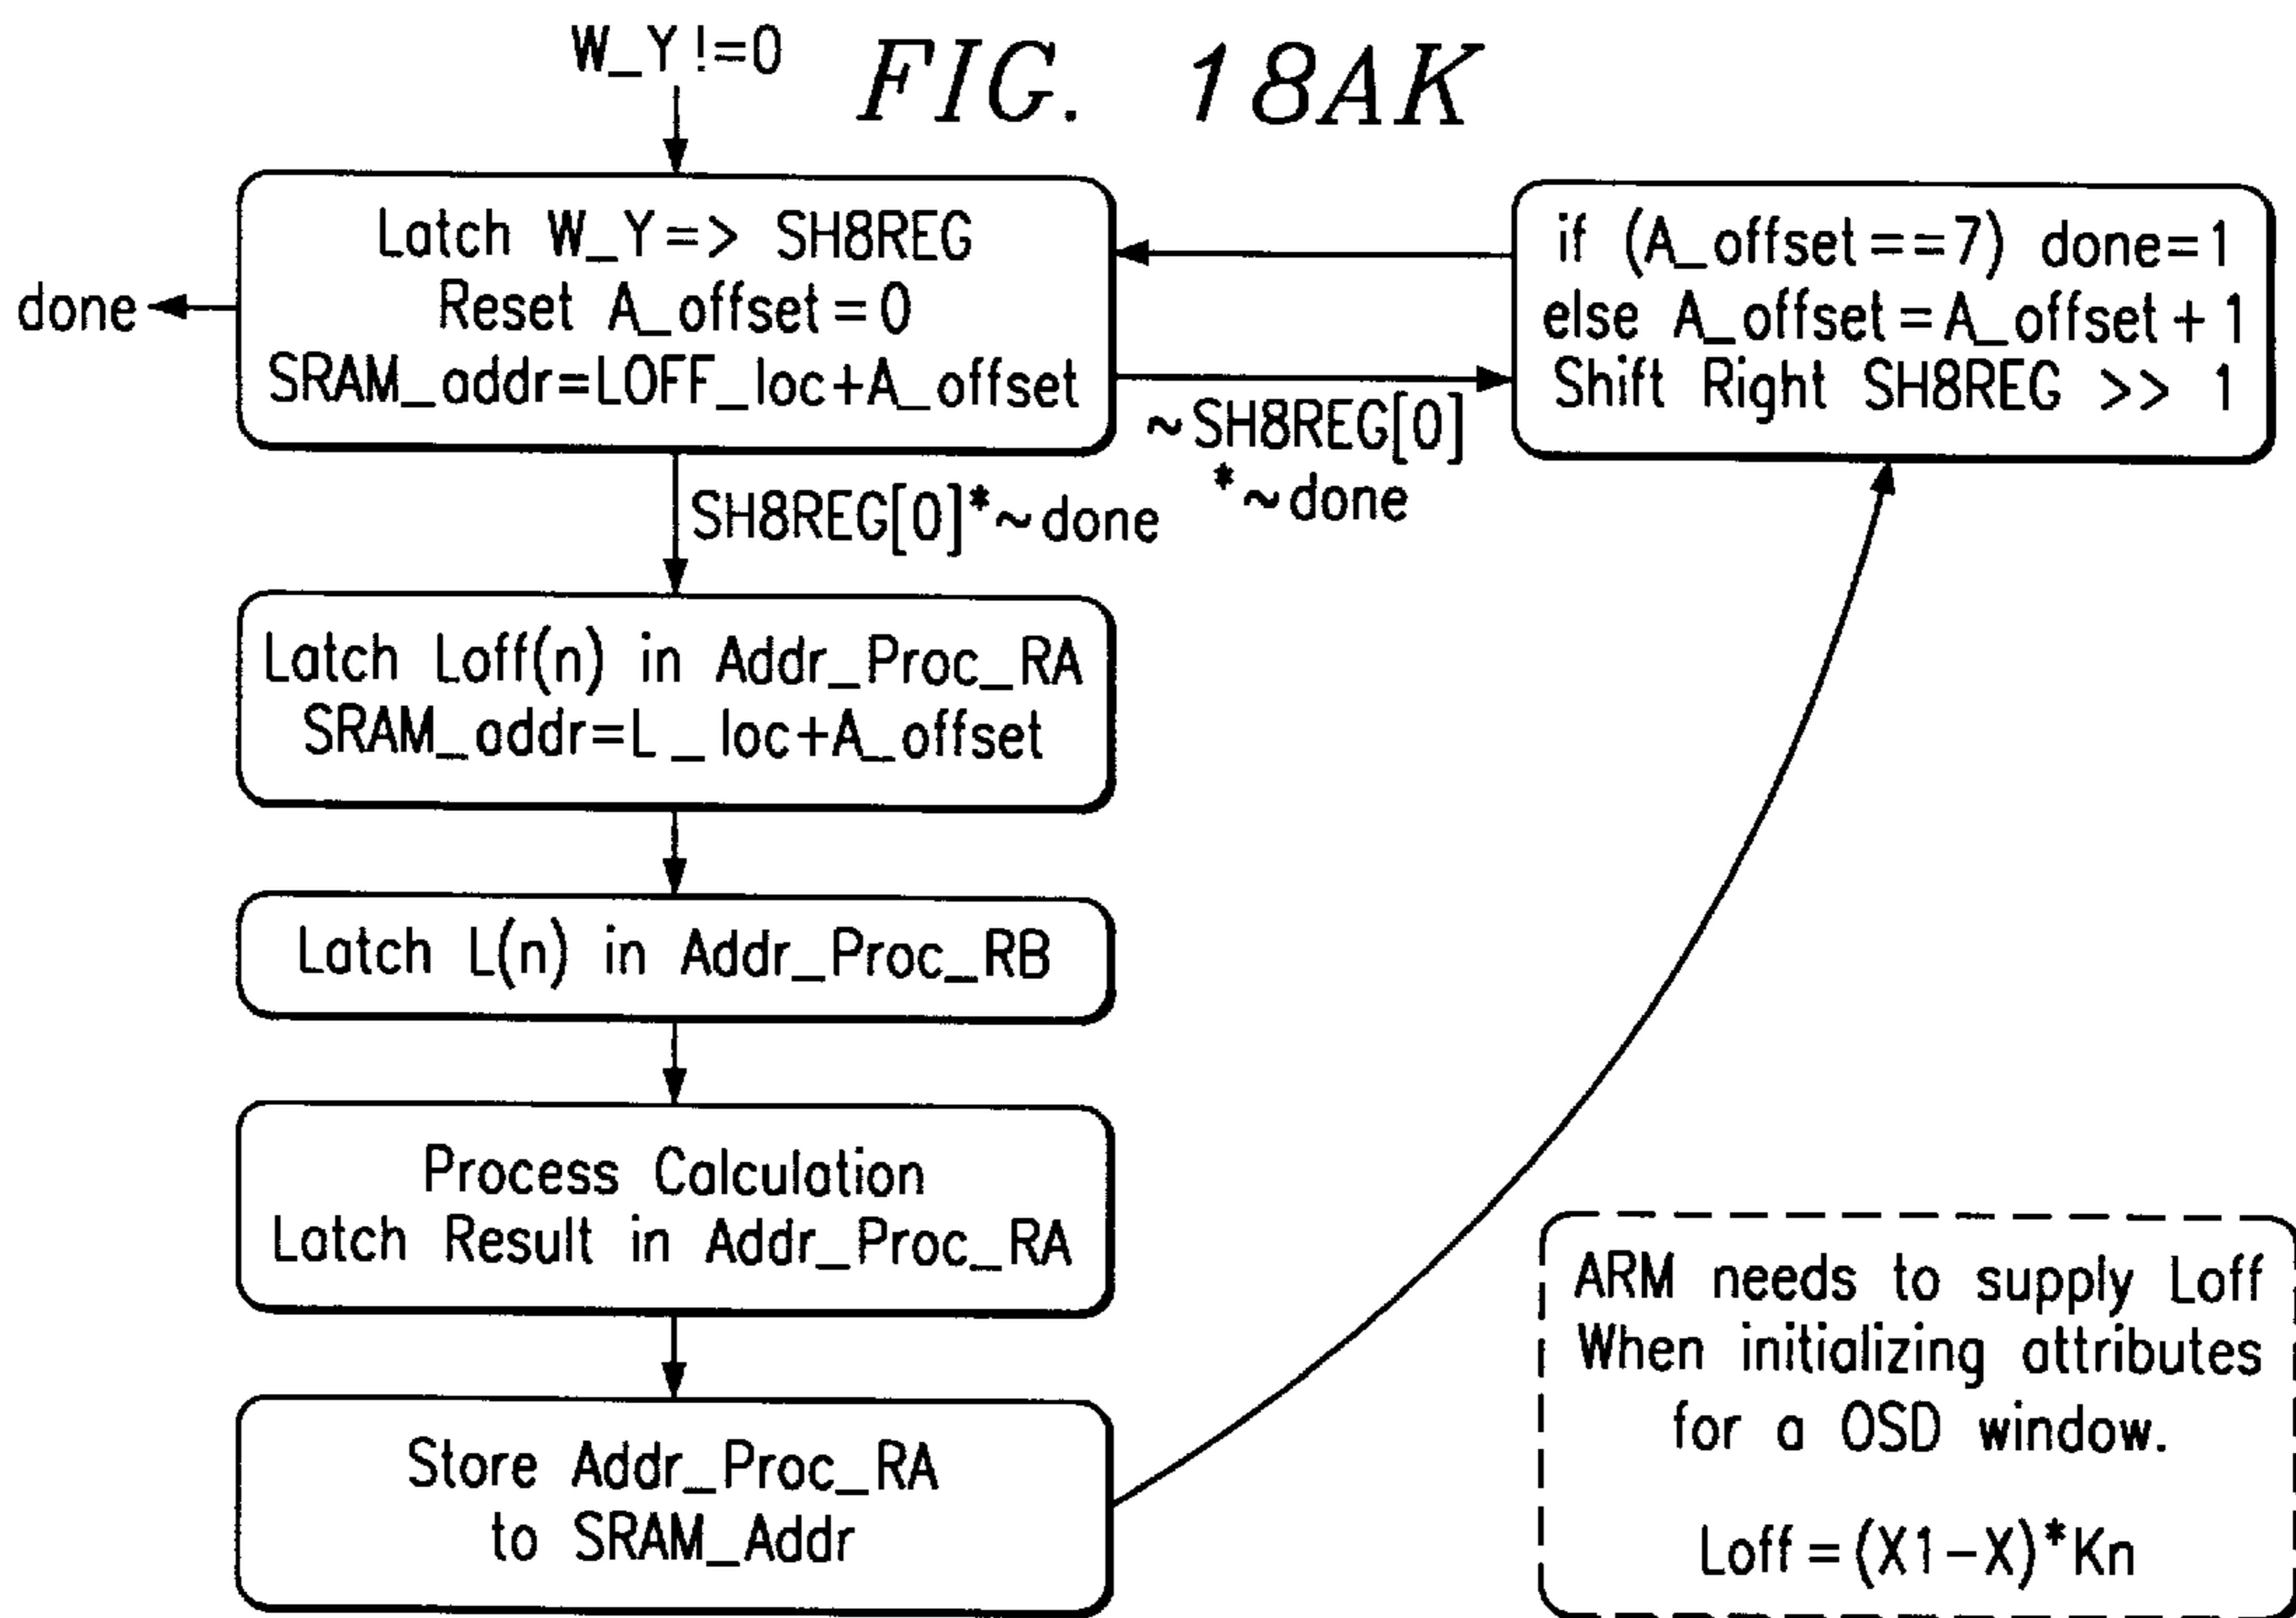 W_Y!=0
FIG. 18AK
Latch W_Y=> SH8REG
Reset A_offset=0
SRAM_addr=LOFF_loc+A_offset
done
if (A_offset==7) done=1
else A_offset=A_offset+1
Shift Right SH8REG >> 1
~SH8REG[0]
*~done
SH8REG[0]*~done
Latch Loff(n) in Addr_Proc_RA
SRAM_addr=L_loc+A_offset
Latch L(n) in Addr_Proc_RB
Process Calculation
Latch Result in Addr_Proc_RA
Store Addr_Proc_RA
to SRAM_Addr
ARM needs to supply Loff
When initializing attributes
for a OSD window.
Loff=(X1-X)*Kn